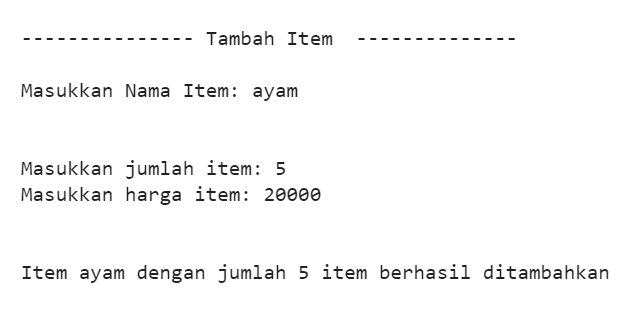 --------------- Tambah Item  --------------
Masukkan Nama Item: ayam
Masukkan jumlah item: 5
Masukkan harga item: 20000
Item ayam dengan jumlah 5 item berhasil ditambahkan